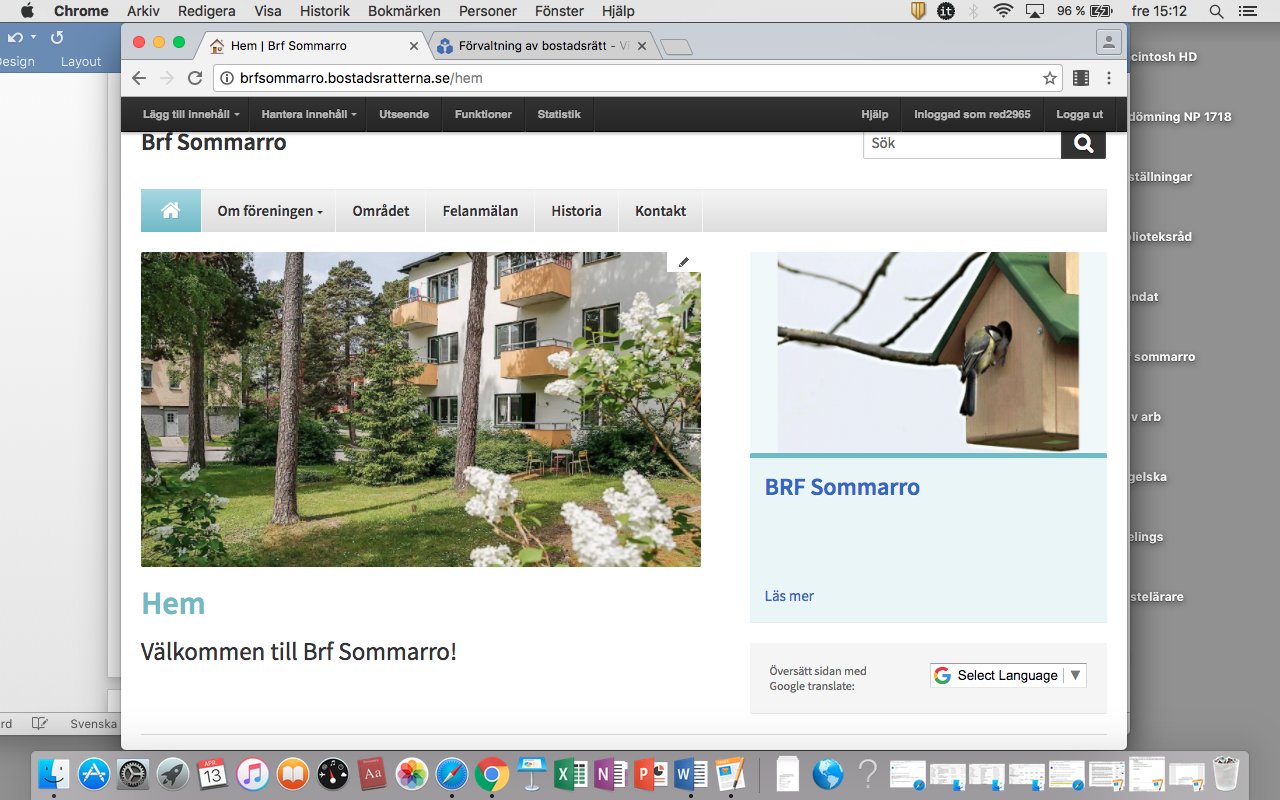 Chrome Arkiv Redigera Visa Historik Bokmärken Personer Fönster Hjälp
96 % fre 15:12
Layout
Hem | Brf Sommarro
Förvaltning av bostadsrätt -
brfsommarro.bostadsratterna.se/hem
Lägg till innehåll Hantera innehåll Utseende Funktioner Statistik Hjälp Inloggad som red2965 Logga ut
Brf Sommarro
Sök
Om föreningen Området Felanmälan Historia Kontakt
BRF Sommarro
Läs mer
Hem
Välkommen till Brf Sommarro!
Översätt sidan med
Google translate:
Select Language
cintosh HD
dömning NP 1718
ställningar
blioteksråd
ndat
sommarro
v arb
gelska
elings
stelärare
esign
rd
Svenska
APR.
13
Aa